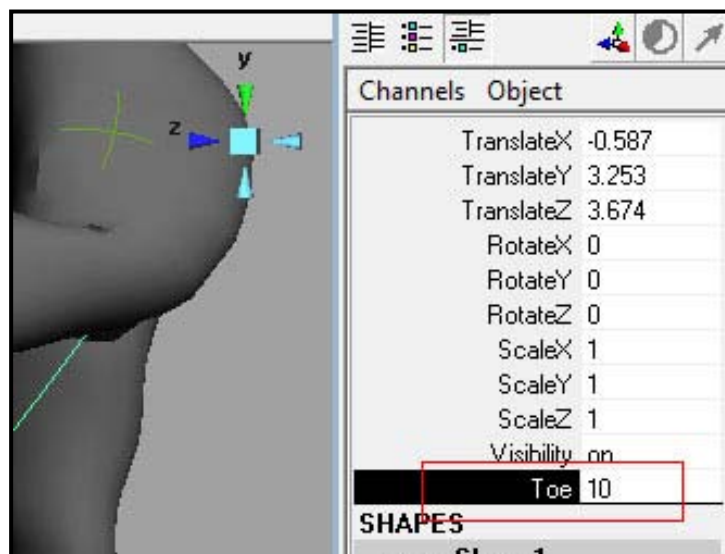 y
z
Channels Object
TranslateX -0.587
TranslateY 3.253
TranslateZ 3.674
RotateX 0
RotateY 0
RotateZ 0
ScaleX 1
ScaleY 1
ScaleZ 1
Visibility on
Toe 10
SHAPES